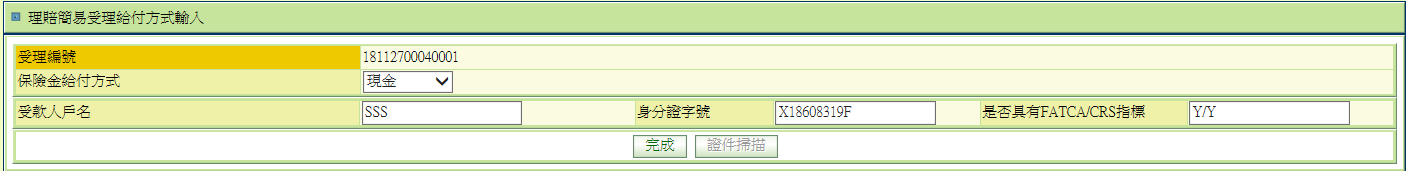 理賠簡易受理給付方式輸入
受理編號 18112700040001
保險金給付方式 現金
受款人戶名 SSS 身分證字號 X18608319F 是否具有FATCA/CRS指標 Y/Y
完成 證件掃描